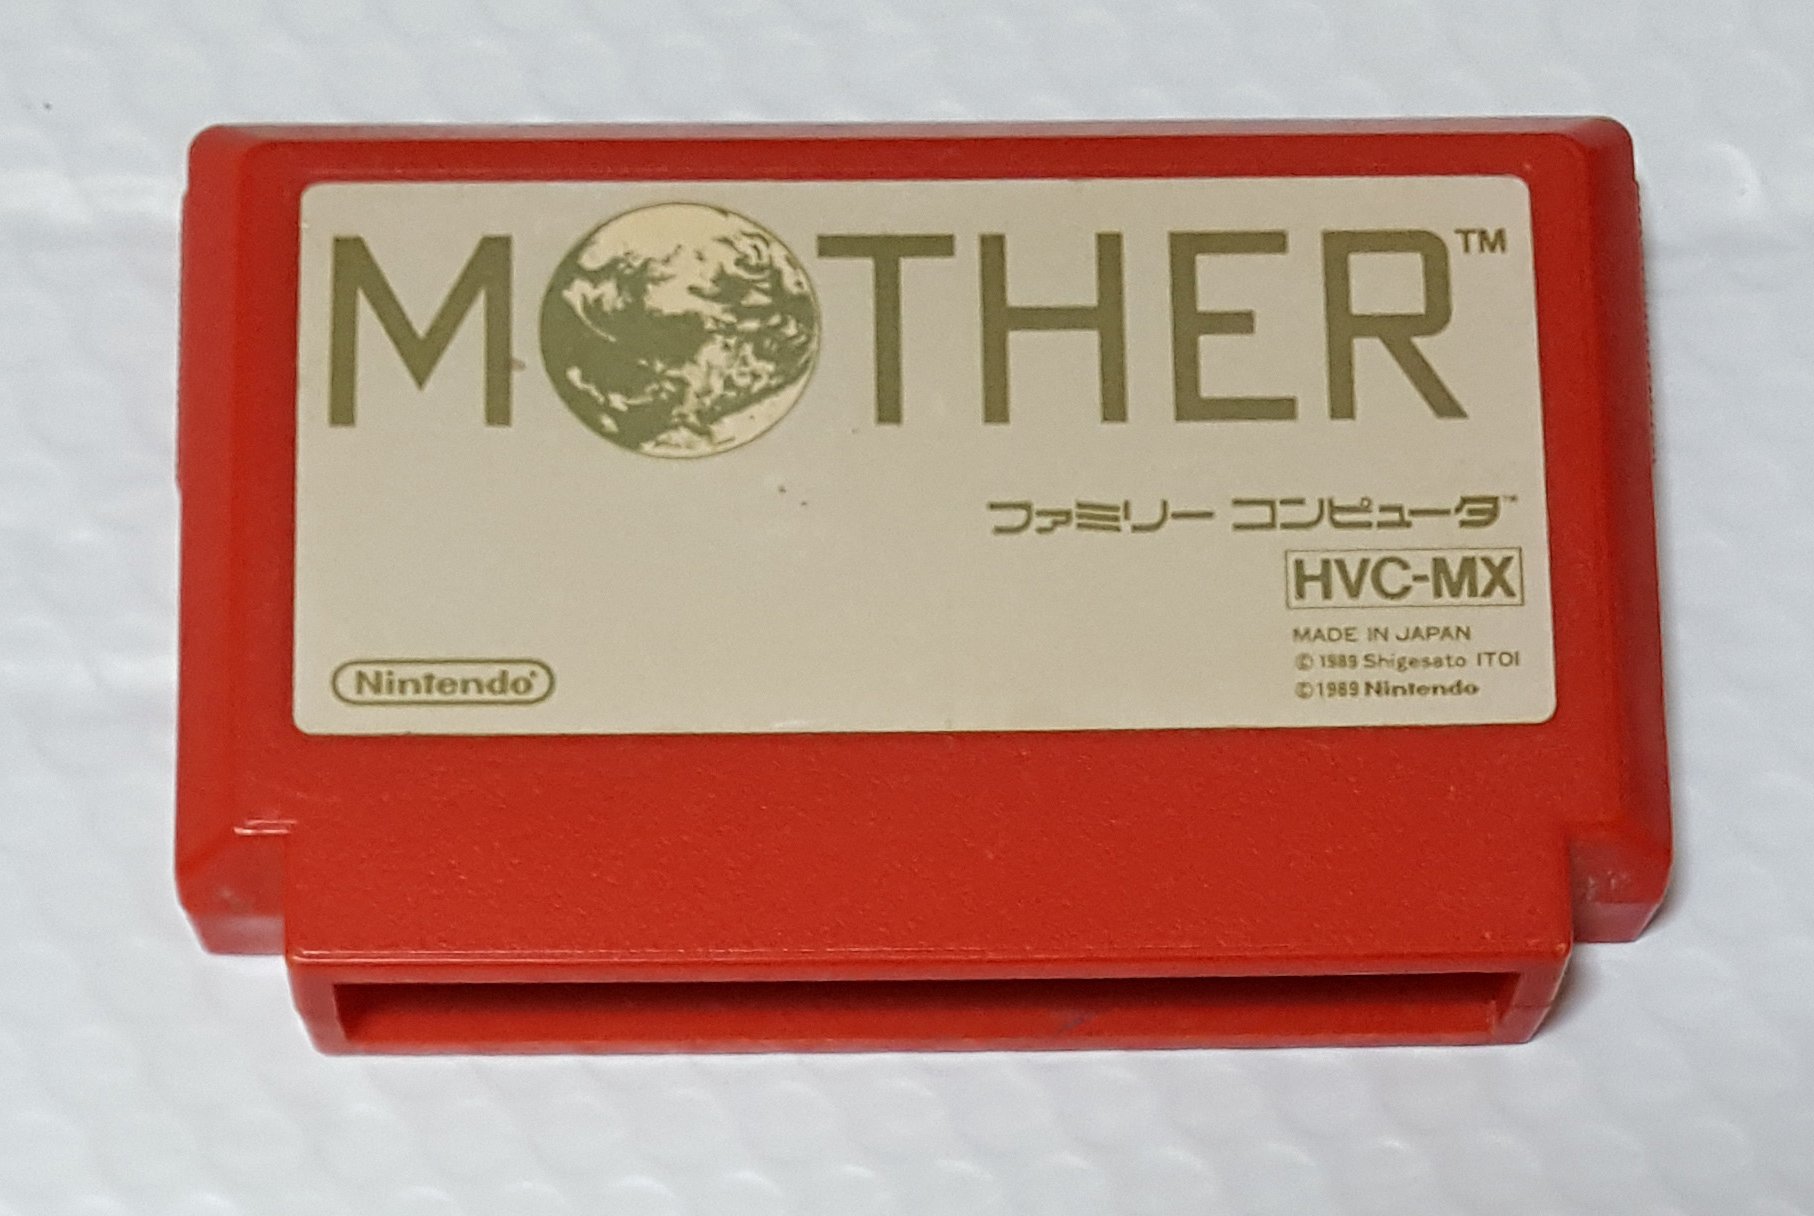 MOTHER™
ファミリー コンピュータ™
HVC-MX
MADE IN JAPAN
©1989 Shigesato ITOI
©1989 Nintendo
Nintendo®